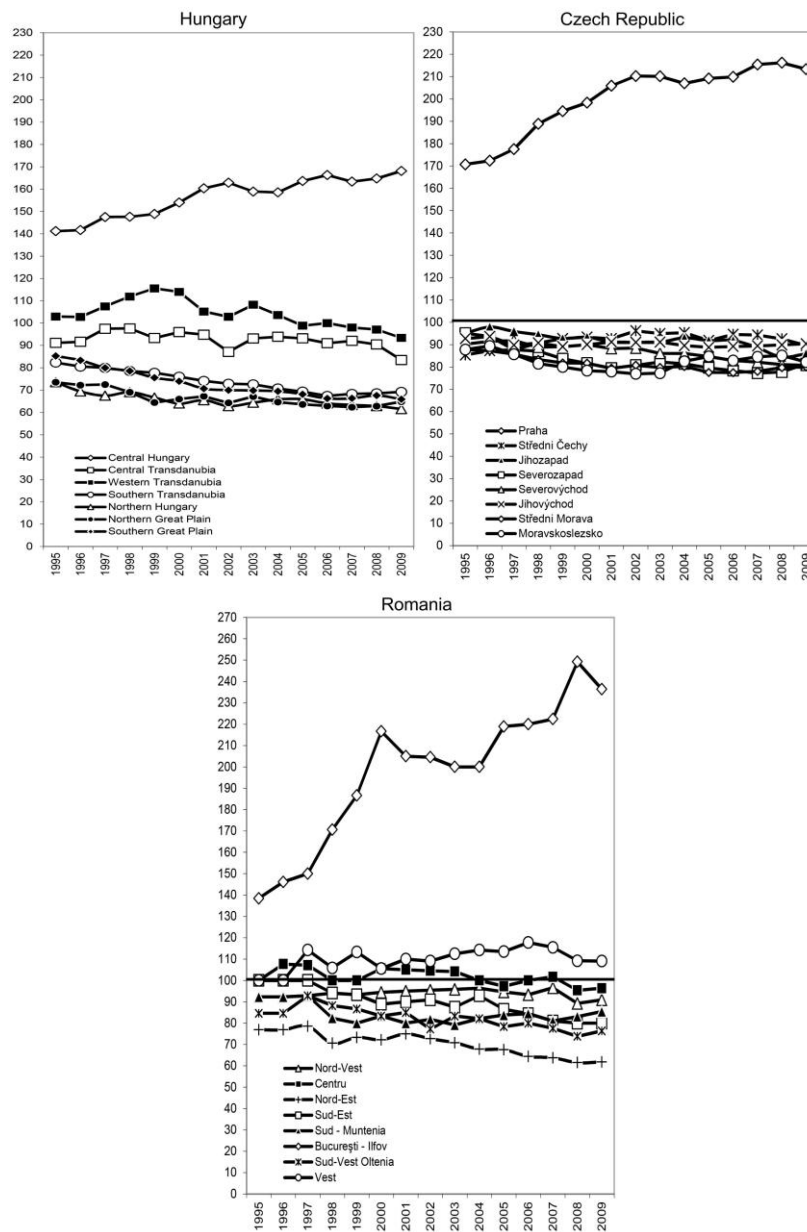 Hungary
230
220
210
200
190
180
170
160
150
140
130
120
110
100
90
80
70
60
50
40
30
20
10
0
Central Hungary
Central Transdanubia
Western Transdanubia
Southern Transdanubia
Northern Hungary
Northern Great Plain
Southern Great Plain
1995 1996 1997 1998 1999 2000 2001 2002 2003 2004 2005 2006 2007 2008 2009
Czech Republic
230
220
210
200
190
180
170
160
150
140
130
120
110
100
90
80
70
60
50
40
30
20
10
0
Praha
Střední Čechy
Jihozapad
Severozapad
Severovýchod
Jihovýchod
Střední Morava
Moravskoslezsko
1995 1996 1997 1998 1999 2000 2001 2002 2003 2004 2005 2006 2007 2008 2009
Romania
270
260
250
240
230
220
210
200
190
180
170
160
150
140
130
120
110
100
90
80
70
60
50
40
30
20
10
0
Nord-Vest
Centru
Nord-Est
Sud-Est
Sud - Muntenia
Bucureşti - Ilfov
Sud-Vest Oltenia
Vest
1995 1996 1997 1998 1999 2000 2001 2002 2003 2004 2005 2006 2007 2008 2009